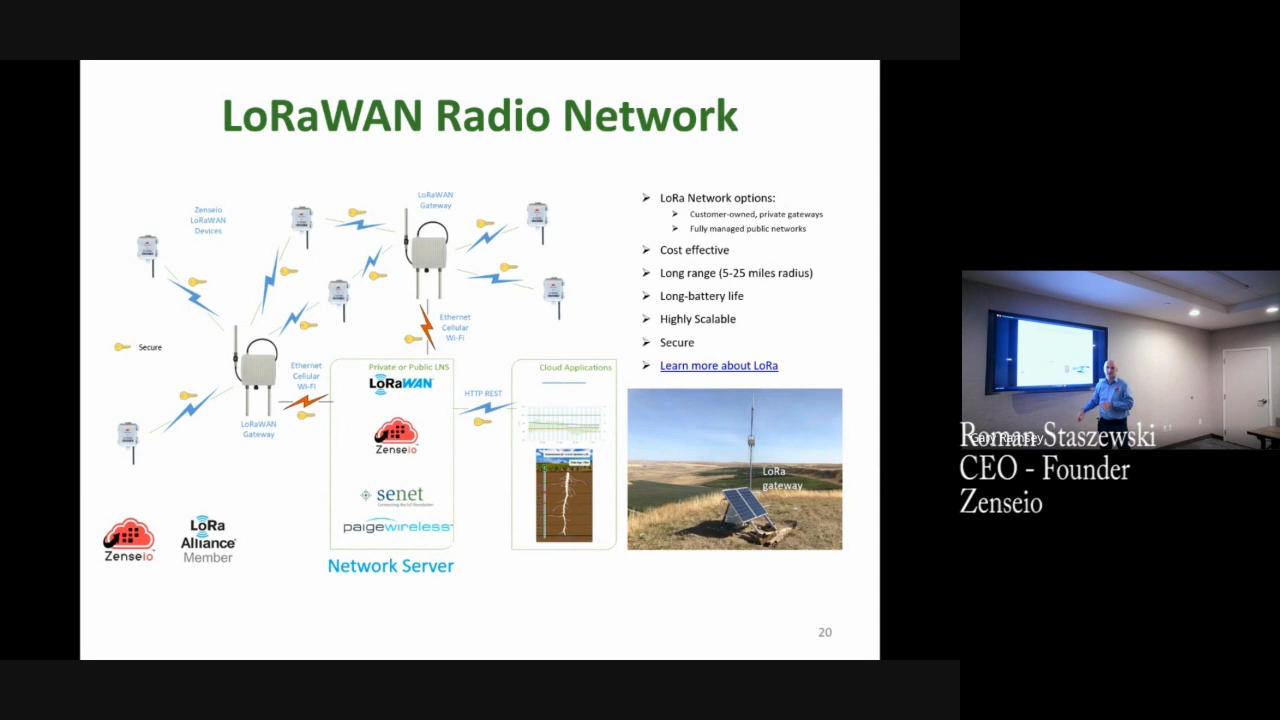 LoRaWAN Radio Network
Zenseio
LoRaWAN
Devices
LoRaWAN
Gateway
Secure
Ethernet
Cellular
Wi-Fi
Ethernet
Cellular
Wi-Fi
LoRaWAN
Gateway
Private or Public LNS
LoRaWAN
Zenseio
senet
paigewireless
Network Server
HTTP REST
Cloud Applications
Zenseio
LoRa
Alliance
Member
➢ LoRa Network options:
➢ Customer-owned, private gateways
➢ Fully managed public networks
➢ Cost effective
➢ Long range (5-25 miles radius)
➢ Long-battery life
➢ Highly Scalable
➢ Secure
➢ Learn more about LoRa
LoRa
gateway
20
Roman Staszewski
CEO - Founder
Zenseio